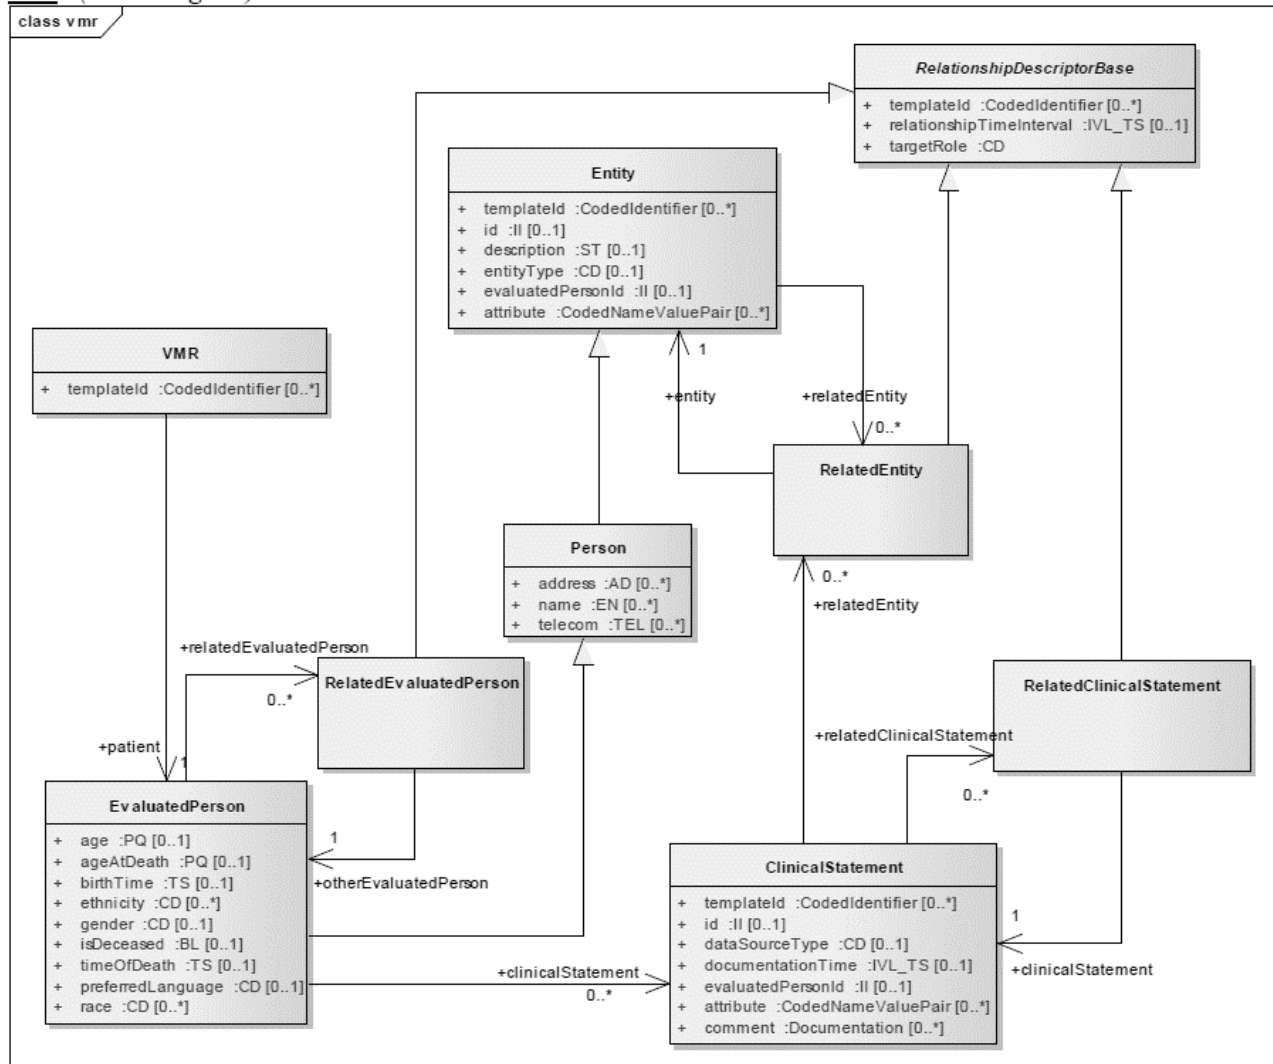 class vmr
RelationshipDescriptorBase
+ templateId :CodedIdentifier [0..*]
+ relationshipTimeInterval :IVL_TS [0..1]
+ targetRole :CD
Entity
+ templateId :CodedIdentifier [0..*]
+ id :II [0..1]
+ description :ST [0..1]
+ entityType :CD [0..1]
+ evaluatedPersonId :II [0..1]
+ attribute :CodedNameValuePair [0..*]
VMR
+ templateId :CodedIdentifier [0..*]
1
+entity
+relatedEntity
0..*
RelatedEntity
Person
+ address :AD [0..*]
+ name :EN [0..*]
+ telecom :TEL [0..*]
0..*
+relatedEntity
+relatedEvaluatedPerson
0..*
RelatedEvaluatedPerson
RelatedClinicalStatement
+patient
1
+relatedClinicalStatement
0..*
EvaluatedPerson
+ age :PQ [0..1]
+ ageAtDeath :PQ [0..1]
+ birthTime :TS [0..1]
+ ethnicity :CD [0..*]
+ gender :CD [0..1]
+ isDeceased :BL [0..1]
+ timeOfDeath :TS [0..1]
+ preferredLanguage :CD [0..1]
+ race :CD [0..*]
1
+otherEvaluatedPerson
+clinicalStatement
0..*
ClinicalStatement
+ templateId :CodedIdentifier [0..*]
+ id :II [0..1]
+ dataSourceType :CD [0..1]
+ documentationTime :IVL_TS [0..1]
+ evaluatedPersonId :II [0..1]
+ attribute :CodedNameValuePair [0..*]
+ comment :Documentation [0..*]
1
+clinicalStatement